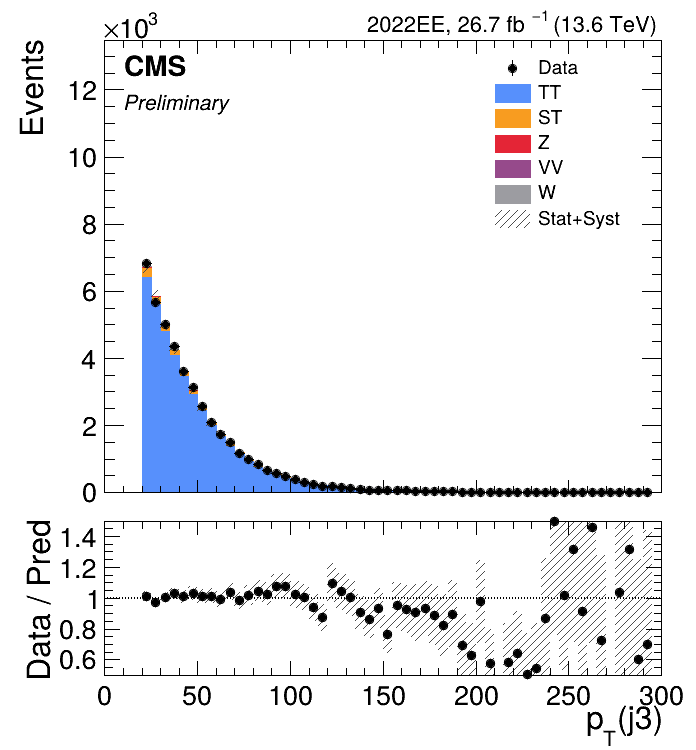 ×10³
2022EE, 26.7 fb ⁻¹ (13.6 TeV)
Events
CMS
Preliminary
Data
TT
ST
Z
VV
W
Stat+Syst
12
10
8
6
4
2
0
Data / Pred
1.4
1.2
1
0.8
0.6
0 50 100 150 200 250 300
p_T(j3)